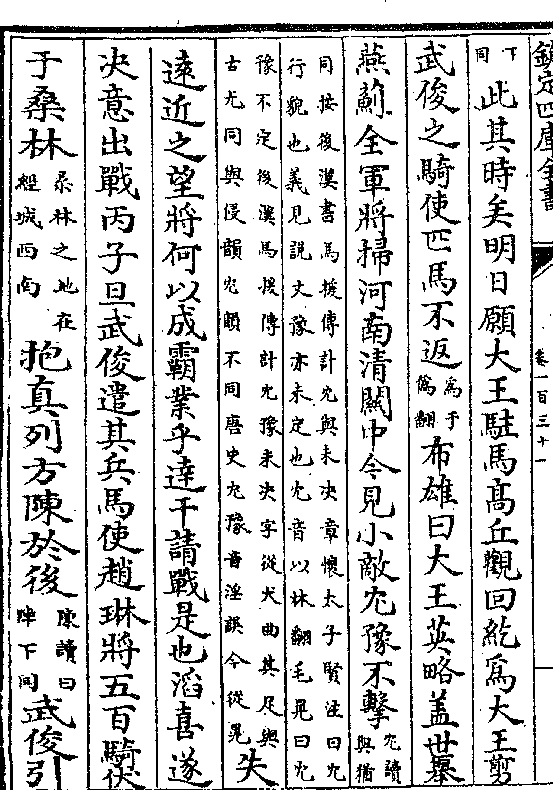 欽定四庫全書
卷一百三十一
下同此其時矣明日願大王駐馬高丘觀回紇為大王翦
武俊之騎使匹馬不返為于偽翻布雄曰大王英略蓋世舉
燕薊全軍將掃河南清關中今見小敵冘豫不擊冘讀與猶
同按後漢書馬援傳計冘與未決章懷太子賢注曰冘
行貌也義見說文豫亦未定也冘音以林翻毛晃曰冘
豫不定後漢馬援傳計冘豫未決字從犬曲其足與
古尤同與侵韻冘韻不同唐史冘豫音淫誤今從晃失
遠近之望將何以成霸業乎達干請戰是也滔喜遂
決意出戰丙子旦武俊遣其兵馬使趙琳將五百騎伏
于桑林桑林之地在經城西南抱真列方陳於後陳讀曰陣下同武俊引